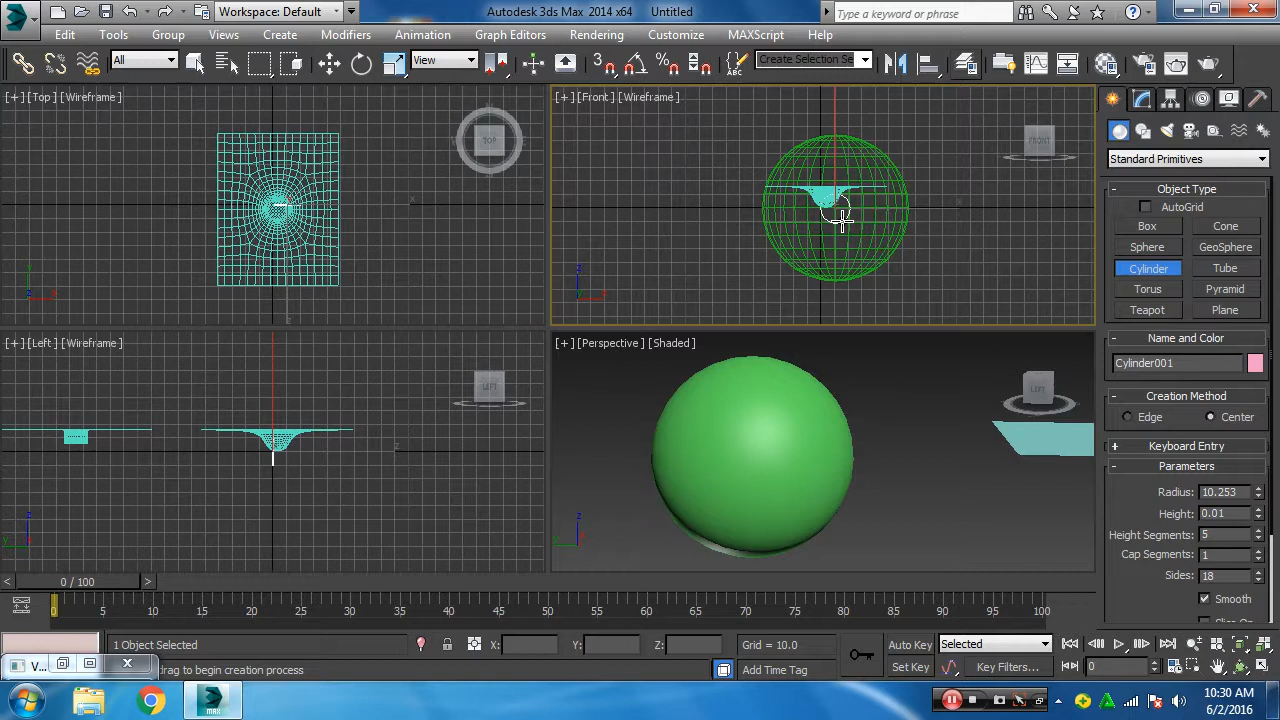 Workspace: Default
Autodesk 3ds Max 2014 x64 Untitled
Type a keyword or phrase
Edit Tools Group Views Create Modifiers Animation Graph Editors Rendering Customize MAXScript Help
All
View
Create Selection Se
[+] [Top] [Wireframe]
TOP
[+] [Front] [Wireframe]
FRONT
Standard Primitives
- Object Type
AutoGrid
Box Cone
Sphere GeoSphere
Cylinder Tube
Torus Pyramid
Teapot Plane
[+] [Left] [Wireframe]
LEFT
[+] [Perspective] [Shaded]
LEFT
- Name and Color
Cylinder001
- Creation Method
Edge Center
+ Keyboard Entry
- Parameters
Radius: 10.253
Height: 0.01
Height Segments: 5
Cap Segments: 1
Sides: 18
Smooth
< 0 / 100 >
0 5 10 15 20 25 30 35 40 45 50 55 60 65 70 75 80 85 90 95 100
1 Object Selected X: Y: Z: Grid = 10.0 Auto Key Selected
V... drag to begin creation process Add Time Tag Set Key Key Filters... 0
MAX
10:30 AM
6/2/2016